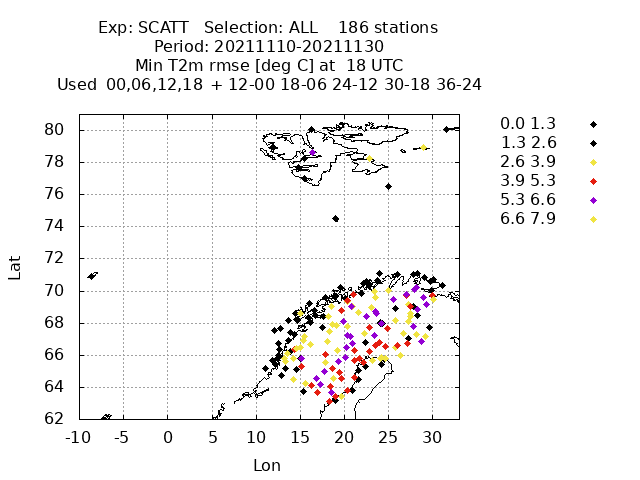 Exp: SCATT   Selection: ALL    186 stations
Period: 20211110-20211130
Min T2m rmse [deg C] at  18 UTC
Used  00,06,12,18  + 12-00 18-06 24-12 30-18 36-24
0.0 1.3
1.3 2.6
2.6 3.9
3.9 5.3
5.3 6.6
6.6 7.9
Lat
80
78
76
74
72
70
68
66
64
62
-10 -5 0 5 10 15 20 25 30
Lon